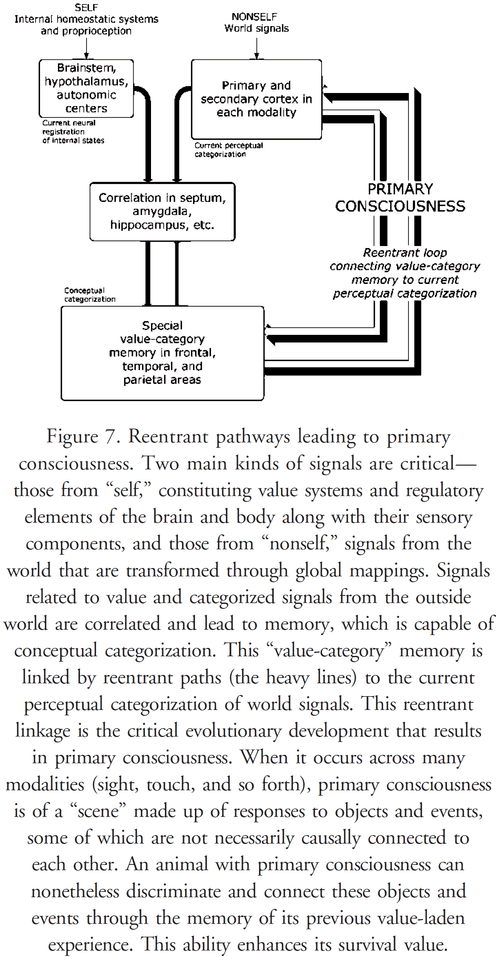 SELF
Internal homeostatic systems
and proprioception
NONSELF
World signals
Brainstem,
hypothalamus,
autonomic
centers
Current neural
registration
of internal states
Primary and
secondary cortex in
each modality
Current perceptual
categorization
Correlation in septum,
amygdala,
hippocampus, etc.
PRIMARY
CONSCIOUSNESS
Reentrant loop
connecting value-category
memory to current
perceptual categorization
Conceptual
categorization
Special
value-category
memory in frontal,
temporal, and
parietal areas
Figure 7. Reentrant pathways leading to primary
consciousness. Two main kinds of signals are critical—
those from “self,” constituting value systems and regulatory
elements of the brain and body along with their sensory
components, and those from “nonself,” signals from the
world that are transformed through global mappings. Signals
related to value and categorized signals from the outside
world are correlated and lead to memory, which is capable of
conceptual categorization. This “value-category” memory is
linked by reentrant paths (the heavy lines) to the current
perceptual categorization of world signals. This reentrant
linkage is the critical evolutionary development that results
in primary consciousness. When it occurs across many
modalities (sight, touch, and so forth), primary consciousness
is of a “scene” made up of responses to objects and events,
some of which are not necessarily causally connected to
each other. An animal with primary consciousness can
nonetheless discriminate and connect these objects and
events through the memory of its previous value-laden
experience. This ability enhances its survival value.